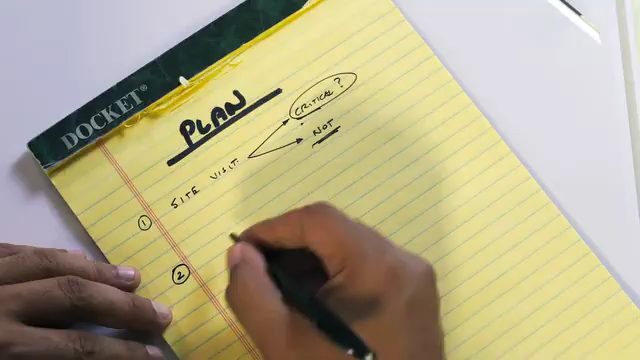 DOCKET®
PLAN
CRITICAL?
NOT
① SITE VISIT
②